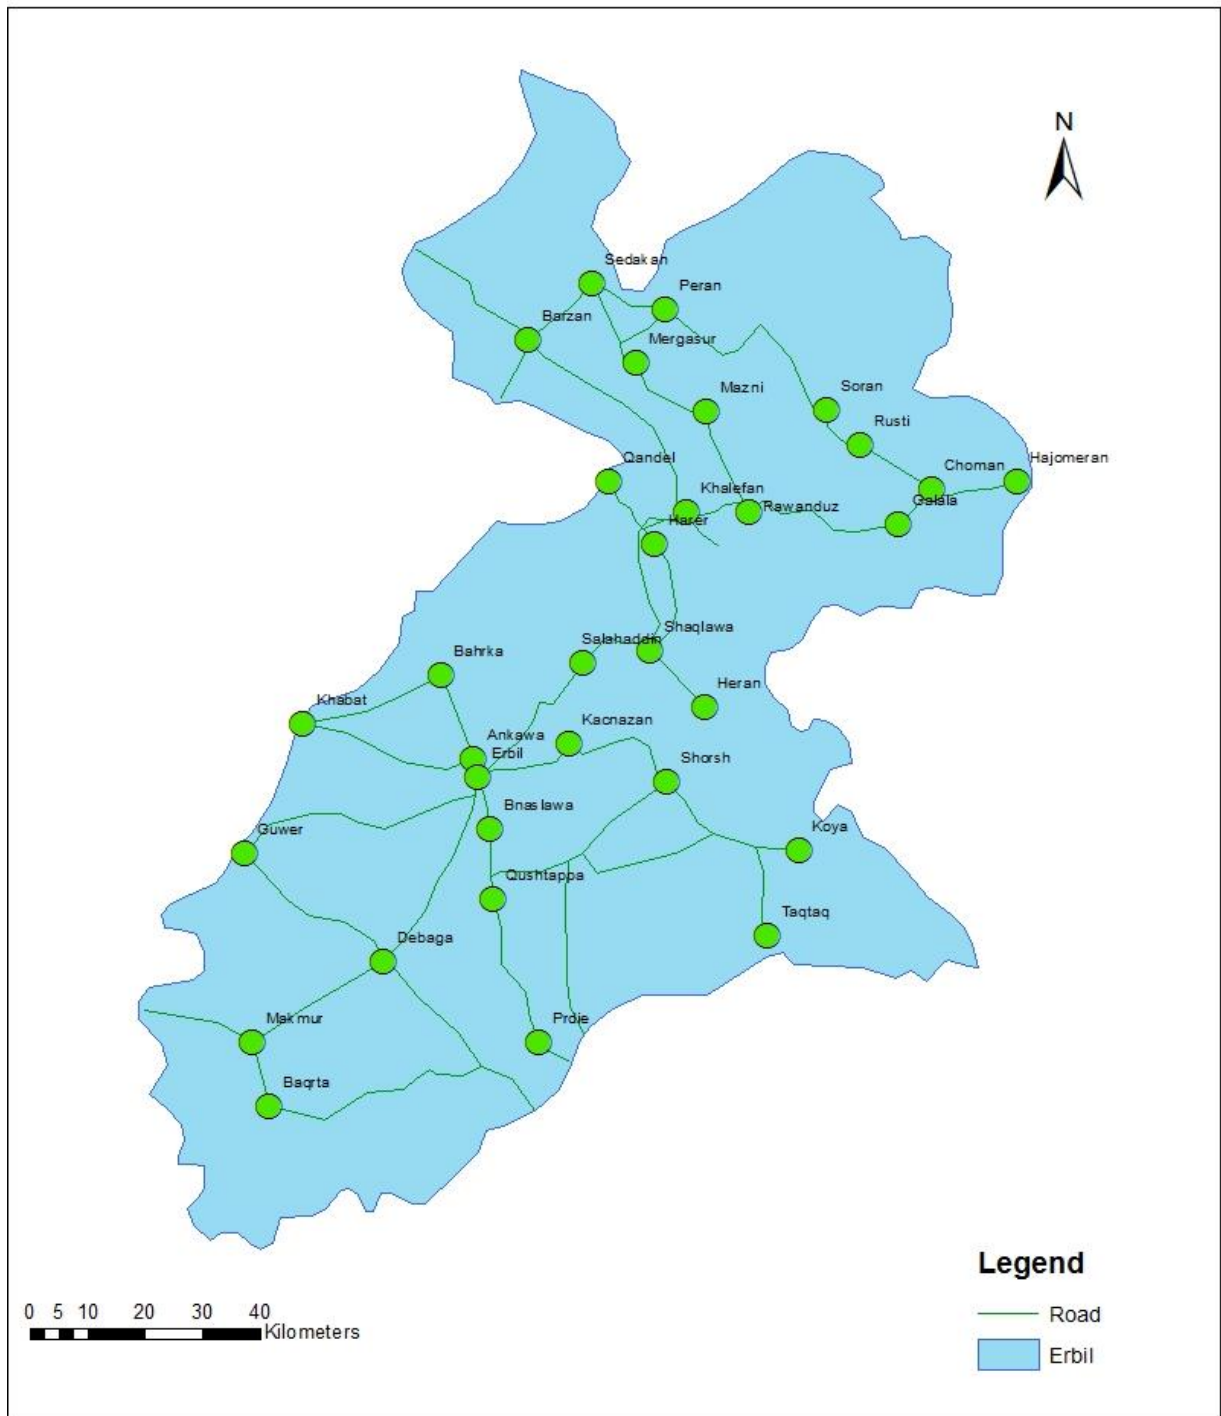 N
Sedakan
Peran
Barzan
Mergasur
Mazni
Soran
Rusti
Qandel
Choman
Hajomeran
Khalefan
Galala
Rawanduz
Harer
Shaqlawa
Salahaddin
Bahrka
Heran
Khabat
Kacnazan
Ankawa
Erbil
Shorsh
Bnaslawa
Koya
Guwer
Qushtappa
Taqtaq
Debaga
Makmur
Prdie
Baqrta
Legend
Road
Erbil
0 5 10 20 30 40
Kilometers